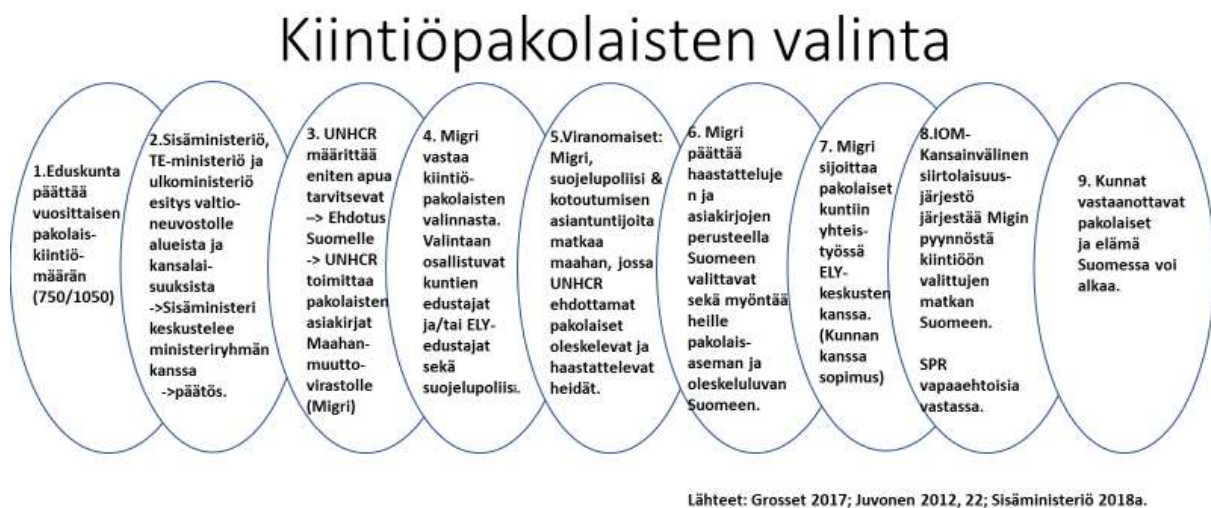 Kiintiöpakolaisten valinta
1.Eduskunta
päättää
vuosittaisen
pakolais-
kiintiö-
määrän
(750/1050)
2.Sisäministeriö,
TE-ministeriö ja
ulkoministeriö
esitys valtio-
neuvostolle
alueista ja
kansalai-
suuksista
->Sisäministeri
keskustelee
ministeriryhmän
kanssa
->päätös.
3. UNHCR
määrittää
eniten apua
tarvitsevat
–> Ehdotus
Suomelle
-> UNHCR
toimittaa
pakolaisten
asiakirjat
Maahan-
muutto-
virastolle
(Migri)
4. Migri
vastaa
kiintiö-
pakolaisten
valinnasta.
Valintaan
osallistuvat
kuntien
edustajat
ja/tai ELY-
edustajat
sekä
suojelupoliisi.
5.Viranomaiset:
Migri,
suojelupoliisi &
kotoutumisen
asiantuntijoita
matkaa
maahan, jossa
UNHCR
ehdottamat
pakolaiset
oleskelevat ja
haastattelevat
heidät.
6. Migri
päättää
haastatteluje
n ja
asiakirjojen
perusteella
Suomeen
valittavat
sekä myöntää
heille
pakolais-
aseman ja
oleskeluluvan
Suomeen.
7. Migri
sijoittaa
pakolaiset
kuntiin
yhteis-
työssä
ELY-
keskusten
kanssa.
(Kunnan
kanssa
sopimus)
8.IOM-
Kansainvälinen
siirtolaisuus-
järjestö
järjestää Migin
pyynnöstä
kiintiöön
valittujen
matkan
Suomeen.
SPR
vapaaehtoisia
vastassa.
9. Kunnat
vastaanottavat
pakolaiset
ja elämä
Suomessa voi
alkaa.
Lähteet: Grosset 2017; Juvonen 2012, 22; Sisäministeriö 2018a.